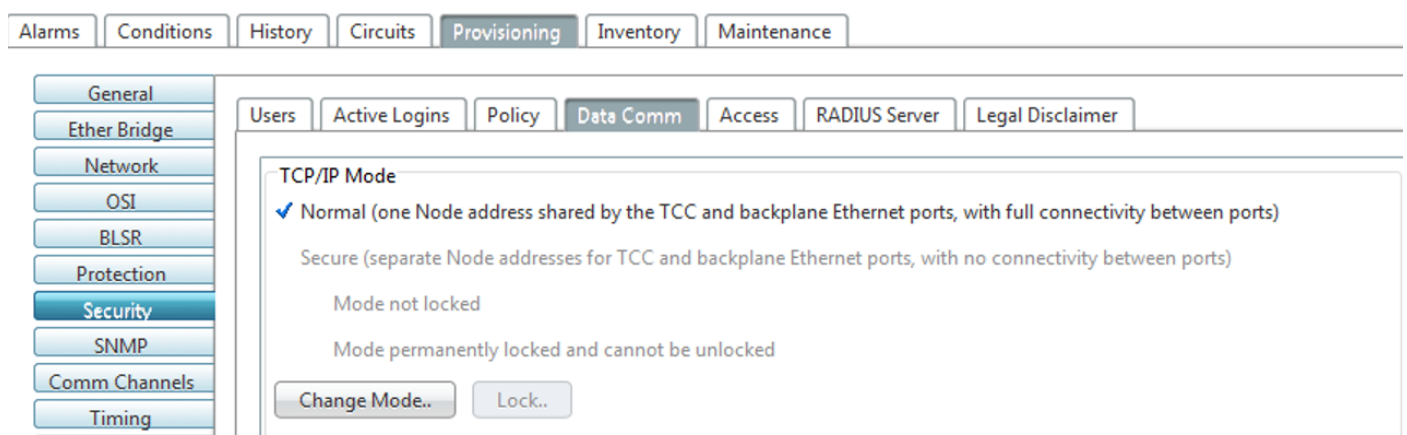 Alarms Conditions History Circuits Provisioning Inventory Maintenance
General
Ether Bridge
Network
OSI
BLSR
Protection
Security
SNMP
Comm Channels
Timing
Users Active Logins Policy Data Comm Access RADIUS Server Legal Disclaimer
TCP/IP Mode
Normal (one Node address shared by the TCC and backplane Ethernet ports, with full connectivity between ports)
Secure (separate Node addresses for TCC and backplane Ethernet ports, with no connectivity between ports)
Mode not locked
Mode permanently locked and cannot be unlocked
Change Mode.. Lock..